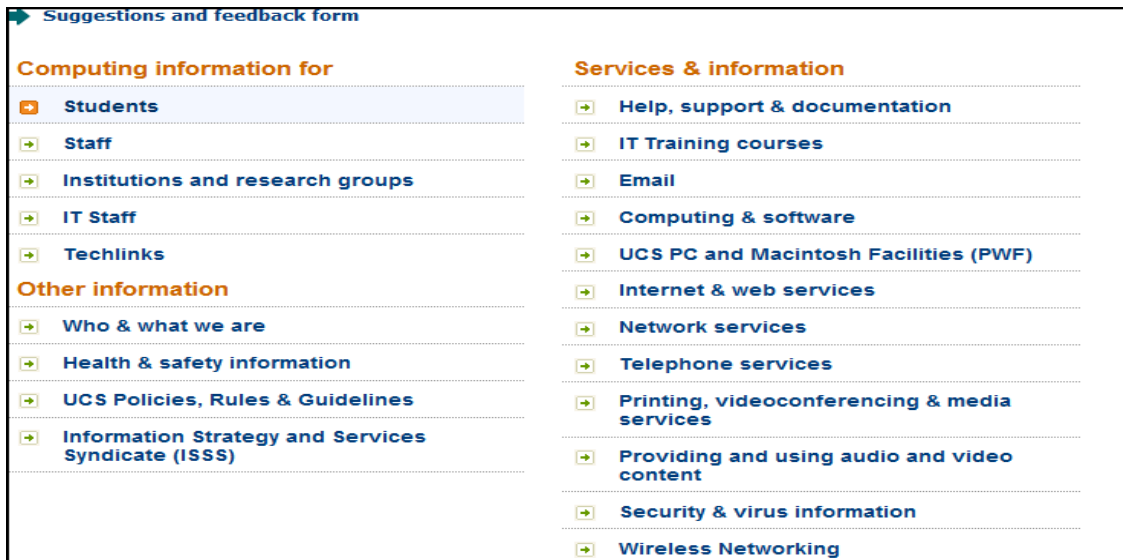 Suggestions and feedback form
Computing information for
Students
Staff
Institutions and research groups
IT Staff
Techlinks
Other information
Who & what we are
Health & safety information
UCS Policies, Rules & Guidelines
Information Strategy and Services
Syndicate (ISSS)
Services & information
Help, support & documentation
IT Training courses
Email
Computing & software
UCS PC and Macintosh Facilities (PWF)
Internet & web services
Network services
Telephone services
Printing, videoconferencing & media
services
Providing and using audio and video
content
Security & virus information
Wireless Networking